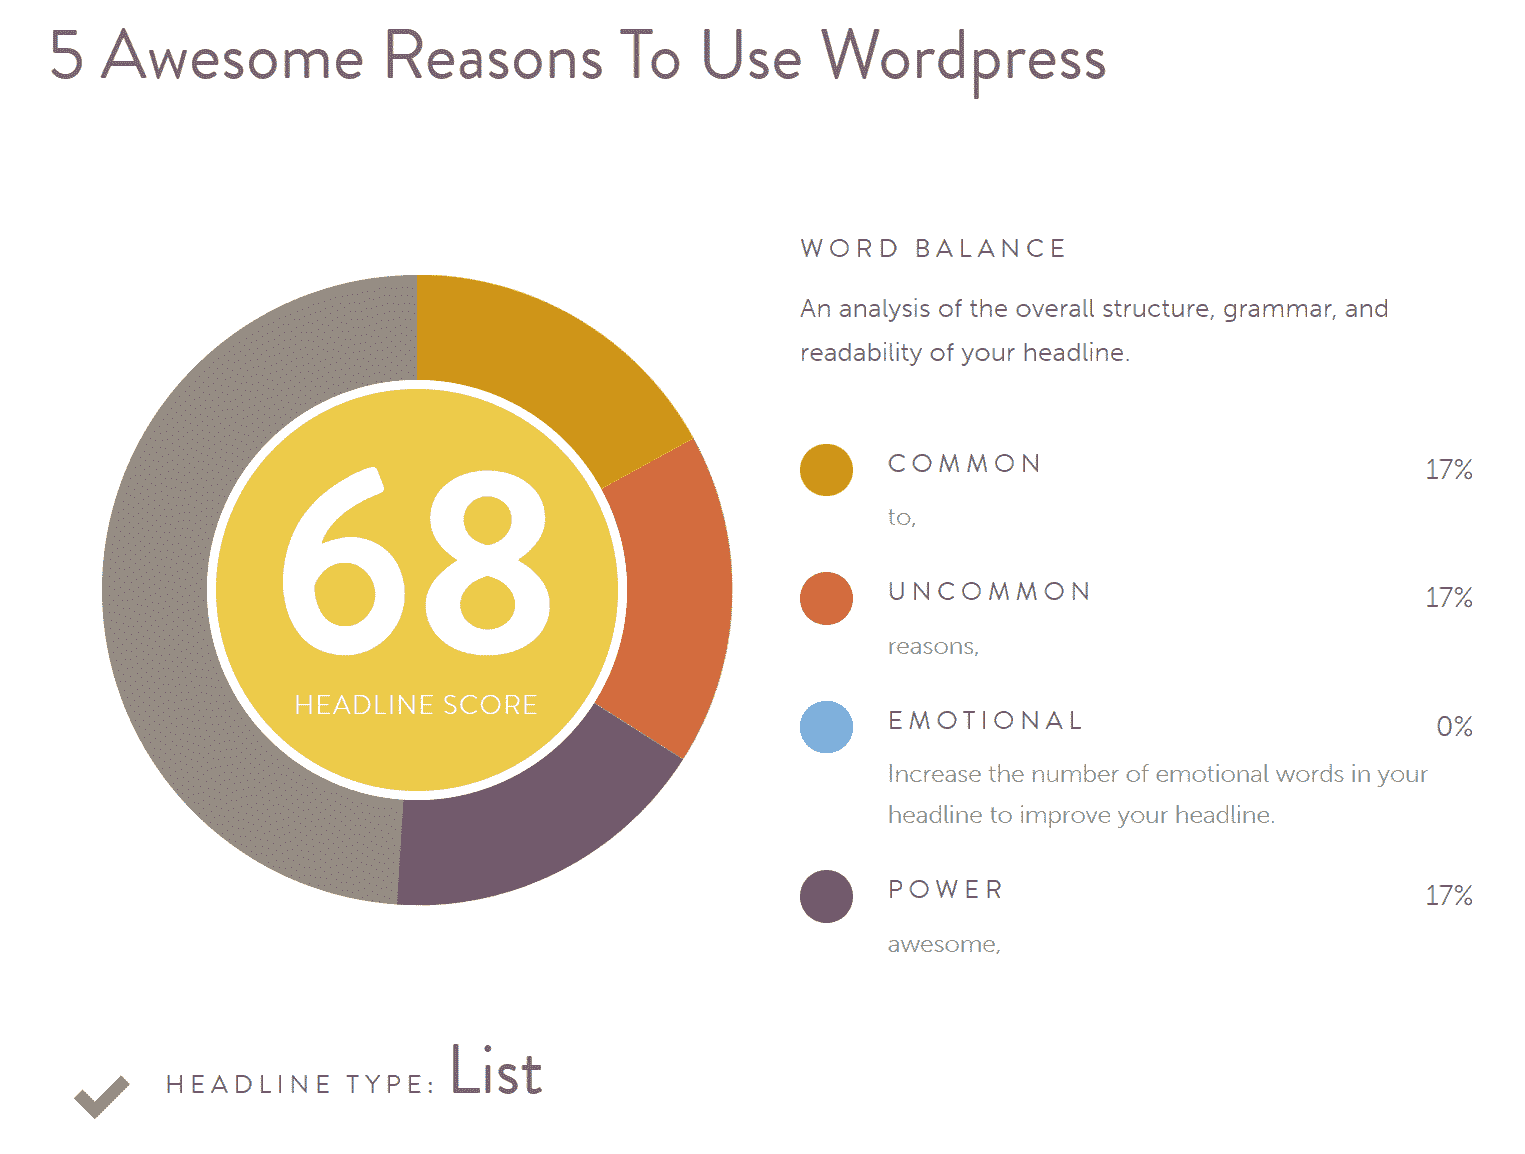 5 Awesome Reasons To Use Wordpress
WORD BALANCE
An analysis of the overall structure, grammar, and
readability of your headline.
68
HEADLINE SCORE
COMMON 17%
to,
UNCOMMON 17%
reasons,
EMOTIONAL 0%
Increase the number of emotional words in your
headline to improve your headline.
POWER 17%
awesome,
HEADLINE TYPE: List